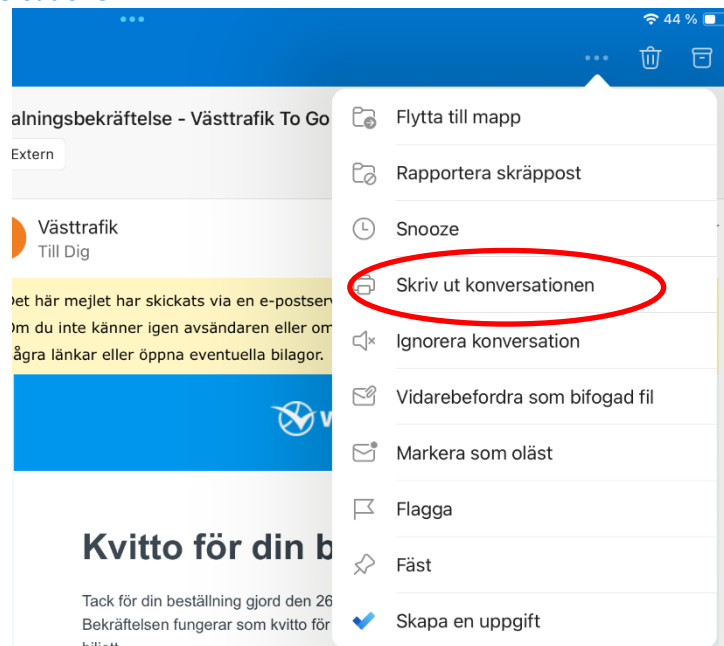 44 %
alningsbekräftelse - Västtrafik To Go
Extern
Västtrafik
Till Dig
et här mejlet har skickats via en e-postserv
m du inte känner igen avsändaren eller om
ågra länkar eller öppna eventuella bilagor.
Kvitto för din b
Tack för din beställning gjord den 26
Bekräftelsen fungerar som kvitto för
Flytta till mapp
Rapportera skräppost
Snooze
Skriv ut konversationen
Ignorera konversation
Vidarebefordra som bifogad fil
Markera som oläst
Flagga
Fäst
Skapa en uppgift